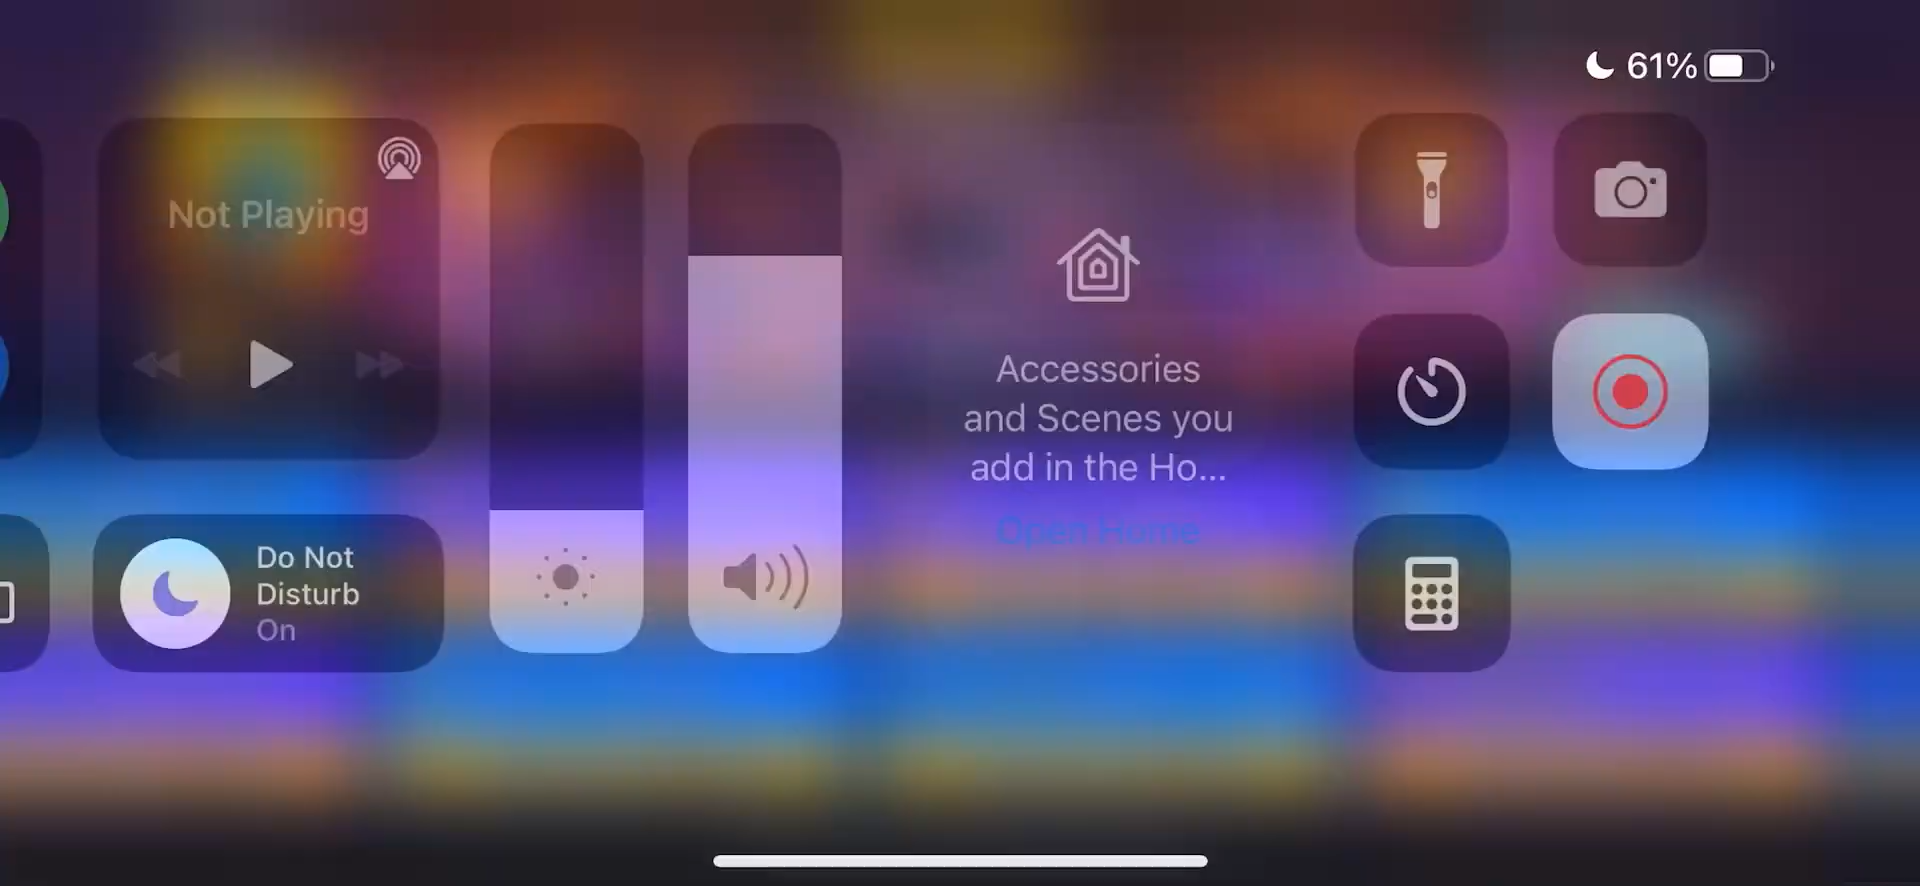 61%
Not Playing
Do Not
Disturb
On
Accessories
and Scenes you
add in the Ho...
Open Home